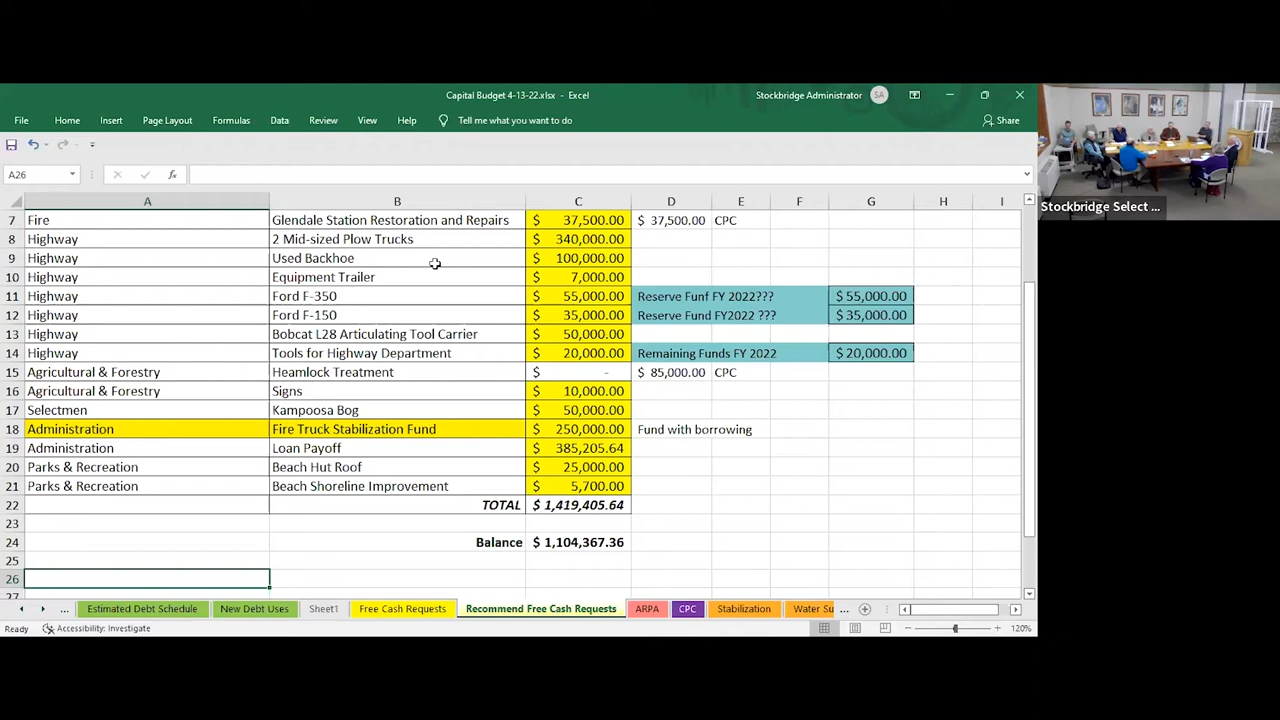 Capital Budget 4-13-22.xlsx - Excel
Stockbridge Administrator SA
File Home Insert Page Layout Formulas Data Review View Help Tell me what you want to do Share
A26 fx
A B C D E F G H I
7 Fire Glendale Station Restoration and Repairs $ 37,500.00 $ 37,500.00 CPC
8 Highway 2 Mid-sized Plow Trucks $ 340,000.00
9 Highway Used Backhoe $ 100,000.00
10 Highway Equipment Trailer $ 7,000.00
11 Highway Ford F-350 $ 55,000.00 Reserve Funf FY 2022??? $ 55,000.00
12 Highway Ford F-150 $ 35,000.00 Reserve Fund FY2022 ??? $ 35,000.00
13 Highway Bobcat L28 Articulating Tool Carrier $ 50,000.00
14 Highway Tools for Highway Department $ 20,000.00 Remaining Funds FY 2022 $ 20,000.00
15 Agricultural & Forestry Heamlock Treatment $ - $ 85,000.00 CPC
16 Agricultural & Forestry Signs $ 10,000.00
17 Selectmen Kampoosa Bog $ 50,000.00
18 Administration Fire Truck Stabilization Fund $ 250,000.00 Fund with borrowing
19 Administration Loan Payoff $ 385,205.64
20 Parks & Recreation Beach Hut Roof $ 25,000.00
21 Parks & Recreation Beach Shoreline Improvement $ 5,700.00
22 TOTAL $ 1,419,405.64
23
24 Balance $ 1,104,367.36
25
26
27
... Estimated Debt Schedule New Debt Uses Sheet1 Free Cash Requests Recommend Free Cash Requests ARPA CPC Stabilization Water Su ...
Ready Accessibility: Investigate 120%
Stockbridge Select ...